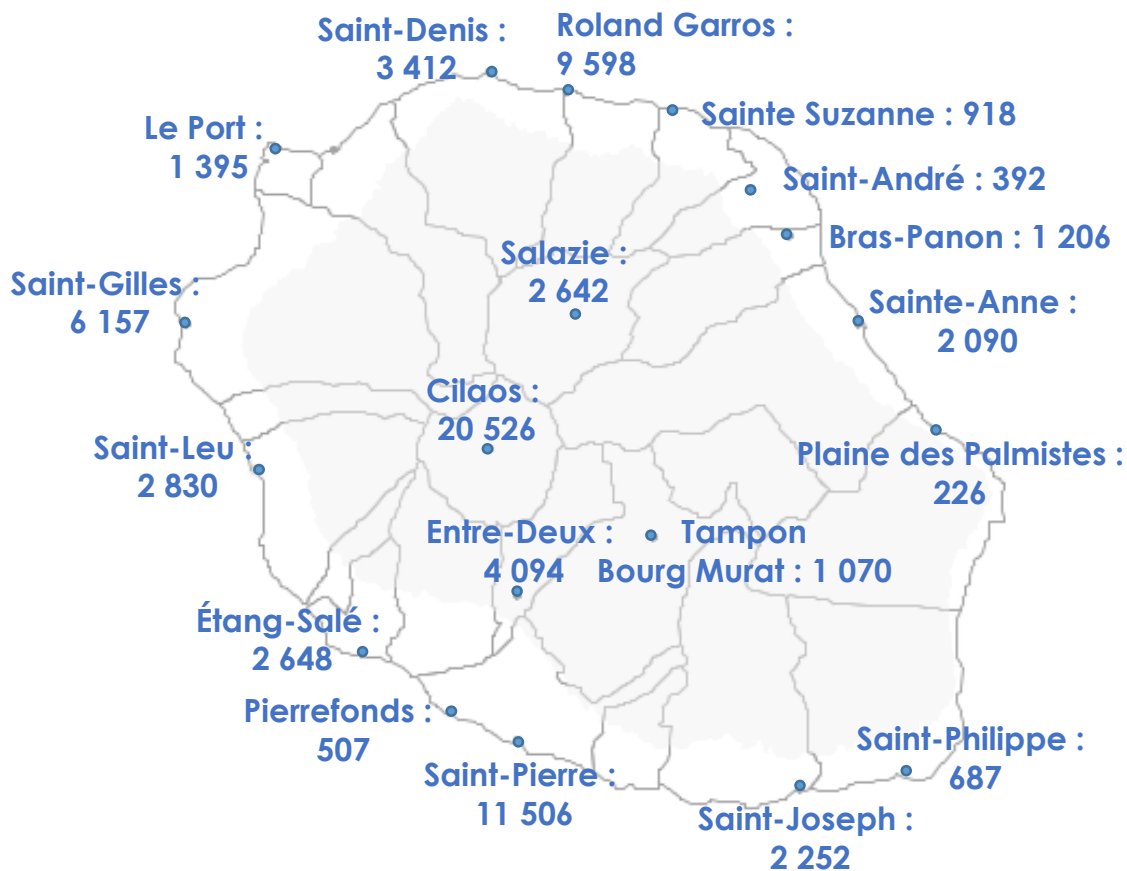 Saint-Denis :
3 412
Roland Garros :
9 598
Sainte Suzanne : 918
Le Port :
1 395
Saint-André : 392
Bras-Panon : 1 206
Salazie :
2 642
Saint-Gilles :
6 157
Sainte-Anne :
2 090
Cilaos :
20 526
Saint-Leu :
2 830
Plaine des Palmistes :
226
Entre-Deux :
4 094
Tampon
Bourg Murat : 1 070
Étang-Salé :
2 648
Pierrefonds :
507
Saint-Philippe :
687
Saint-Pierre :
11 506
Saint-Joseph :
2 252